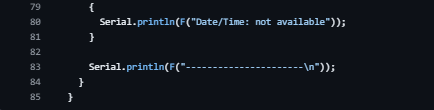 79 {
80 Serial.println(F("Date/Time: not available"));
81 }
82
83 Serial.println(F("----------------------\n"));
84 }
85 }